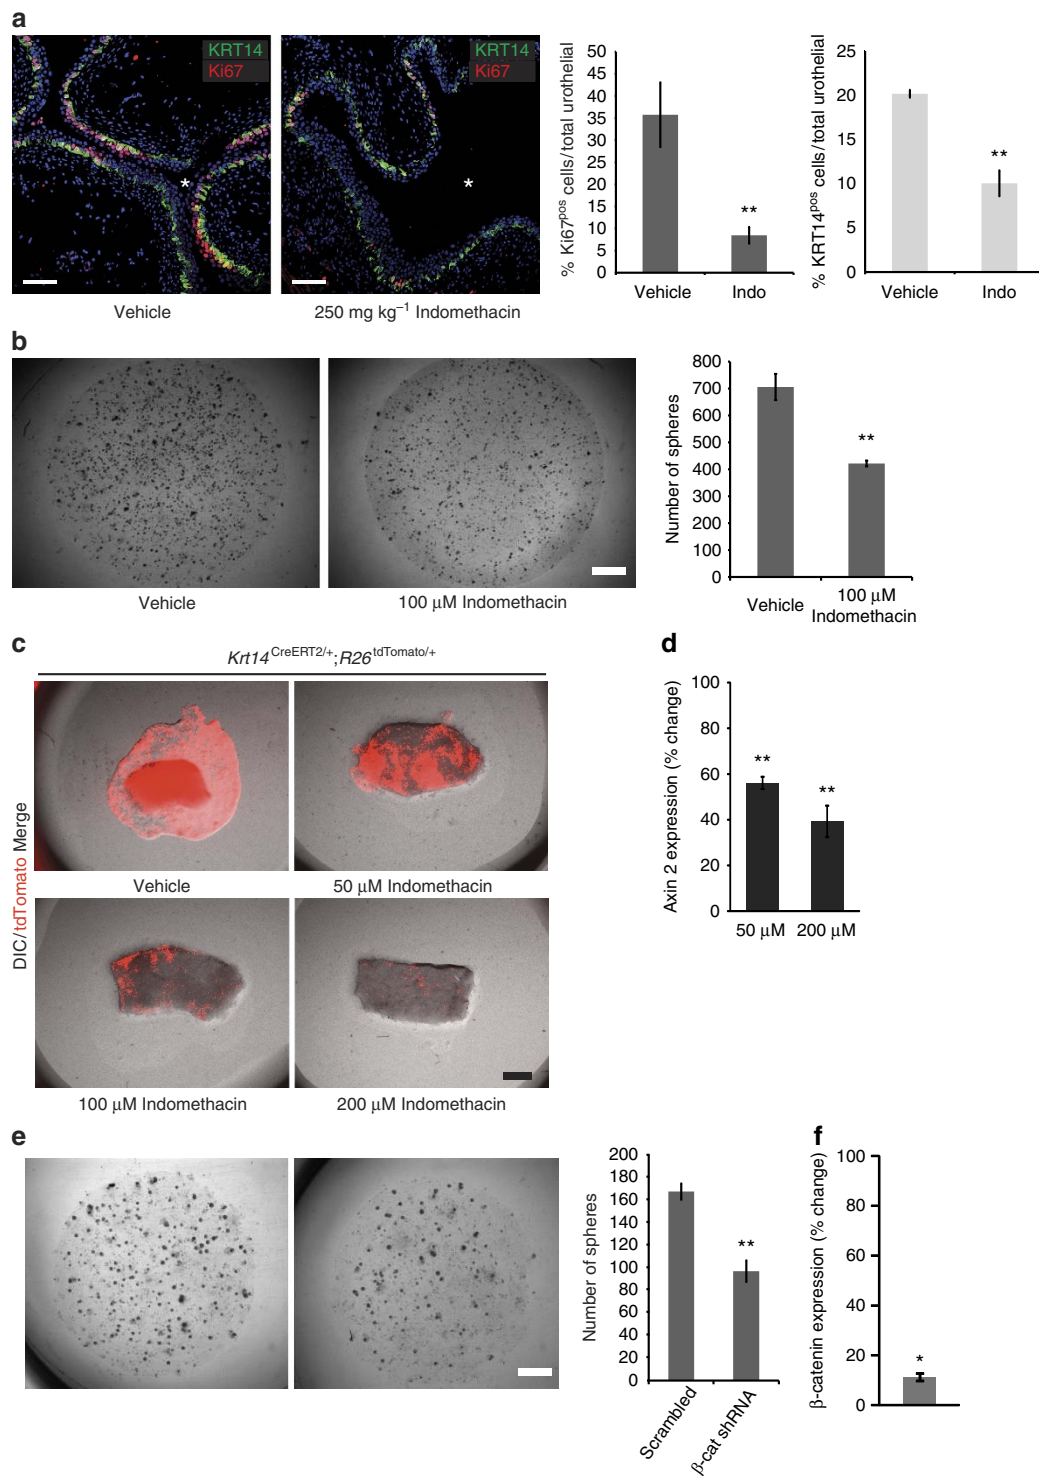 a
KRT14
Ki67
KRT14
Ki67
*
*
Vehicle
250 mg kg⁻¹ Indomethacin
% Ki67ᵖᵒˢ cells/total urothelial
50
45
40
35
30
25
20
15
10
5
0
**
Vehicle
Indo
% KRT14ᵖᵒˢ cells/total urothelial
25
20
15
10
5
0
**
Vehicle
Indo
b
Vehicle
100 μM Indomethacin
Number of spheres
800
700
600
500
400
300
200
100
0
**
Vehicle
100 μM
Indomethacin
c
Krt14CreERT2/+;R26tdTomato/+
DIC/tdTomato Merge
Vehicle
50 μM Indomethacin
100 μM Indomethacin
200 μM Indomethacin
d
Axin 2 expression (% change)
100
80
60
40
20
0
**
**
50 μM
200 μM
e
Number of spheres
200
180
160
140
120
100
80
60
40
20
0
**
Scrambled
β-cat shRNA
f
β-catenin expression (% change)
100
80
60
40
20
0
*